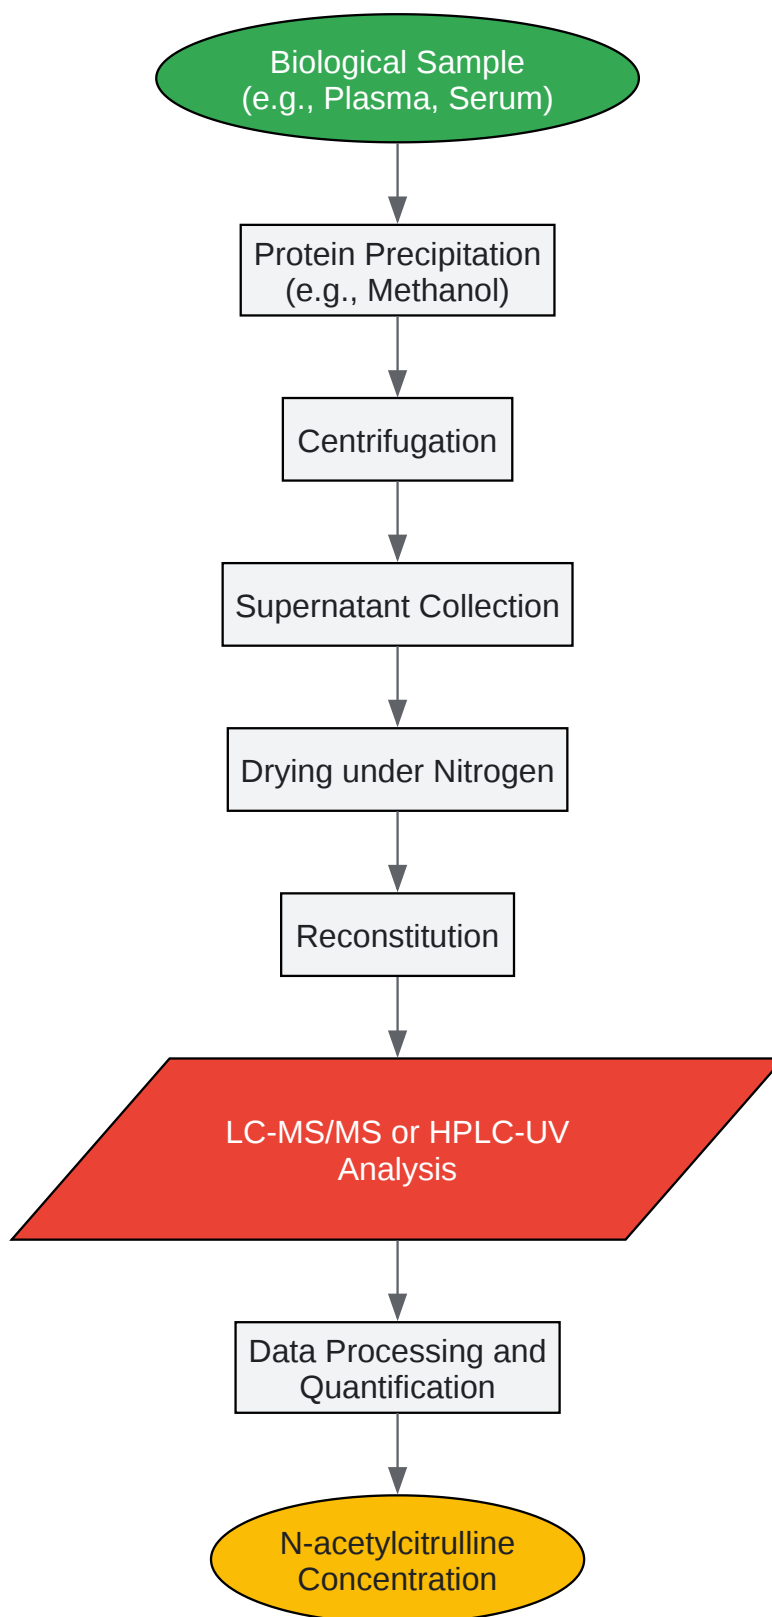 Biological Sample
(e.g., Plasma, Serum)
Protein Precipitation
(e.g., Methanol)
Centrifugation
Supernatant Collection
Drying under Nitrogen
Reconstitution
LC-MS/MS or HPLC-UV
Analysis
Data Processing and
Quantification
N-acetylcitrulline
Concentration